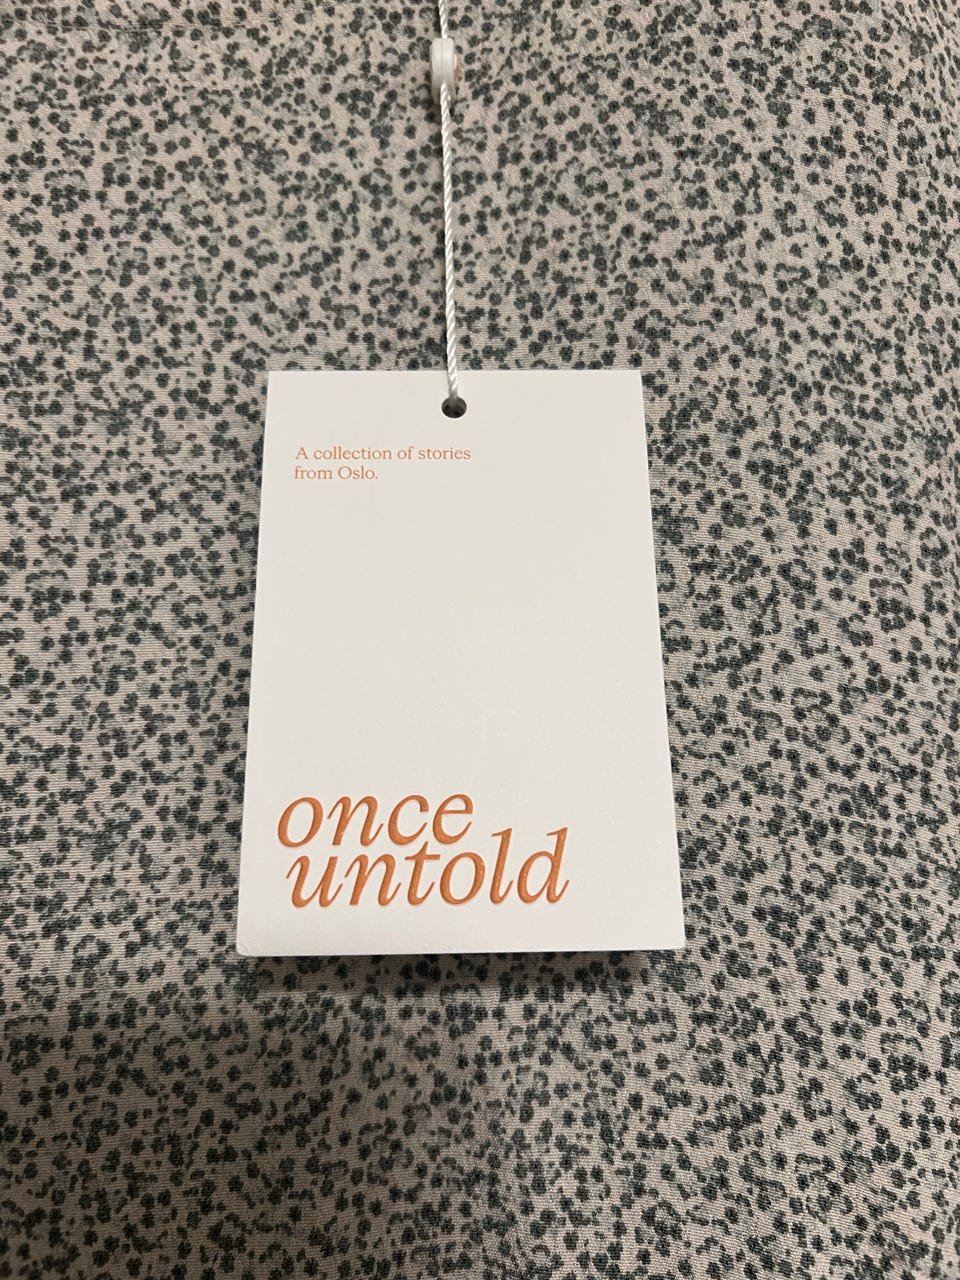 A collection of stories
from Oslo.
once
untold